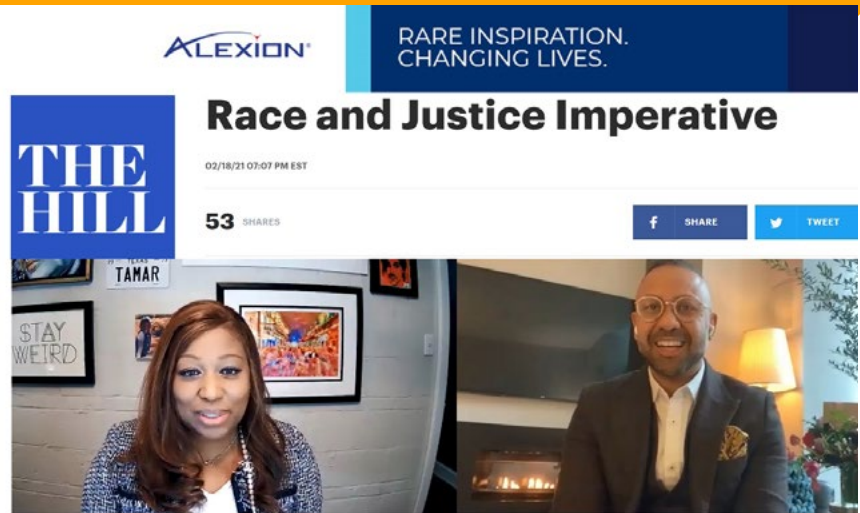 ALEXION®
RARE INSPIRATION.
CHANGING LIVES.
THE
HILL
Race and Justice Imperative
02/18/21 07:07 PM EST
53 SHARES
f SHARE
TWEET
TEXAS
TAMAR
STAY
WEIRD